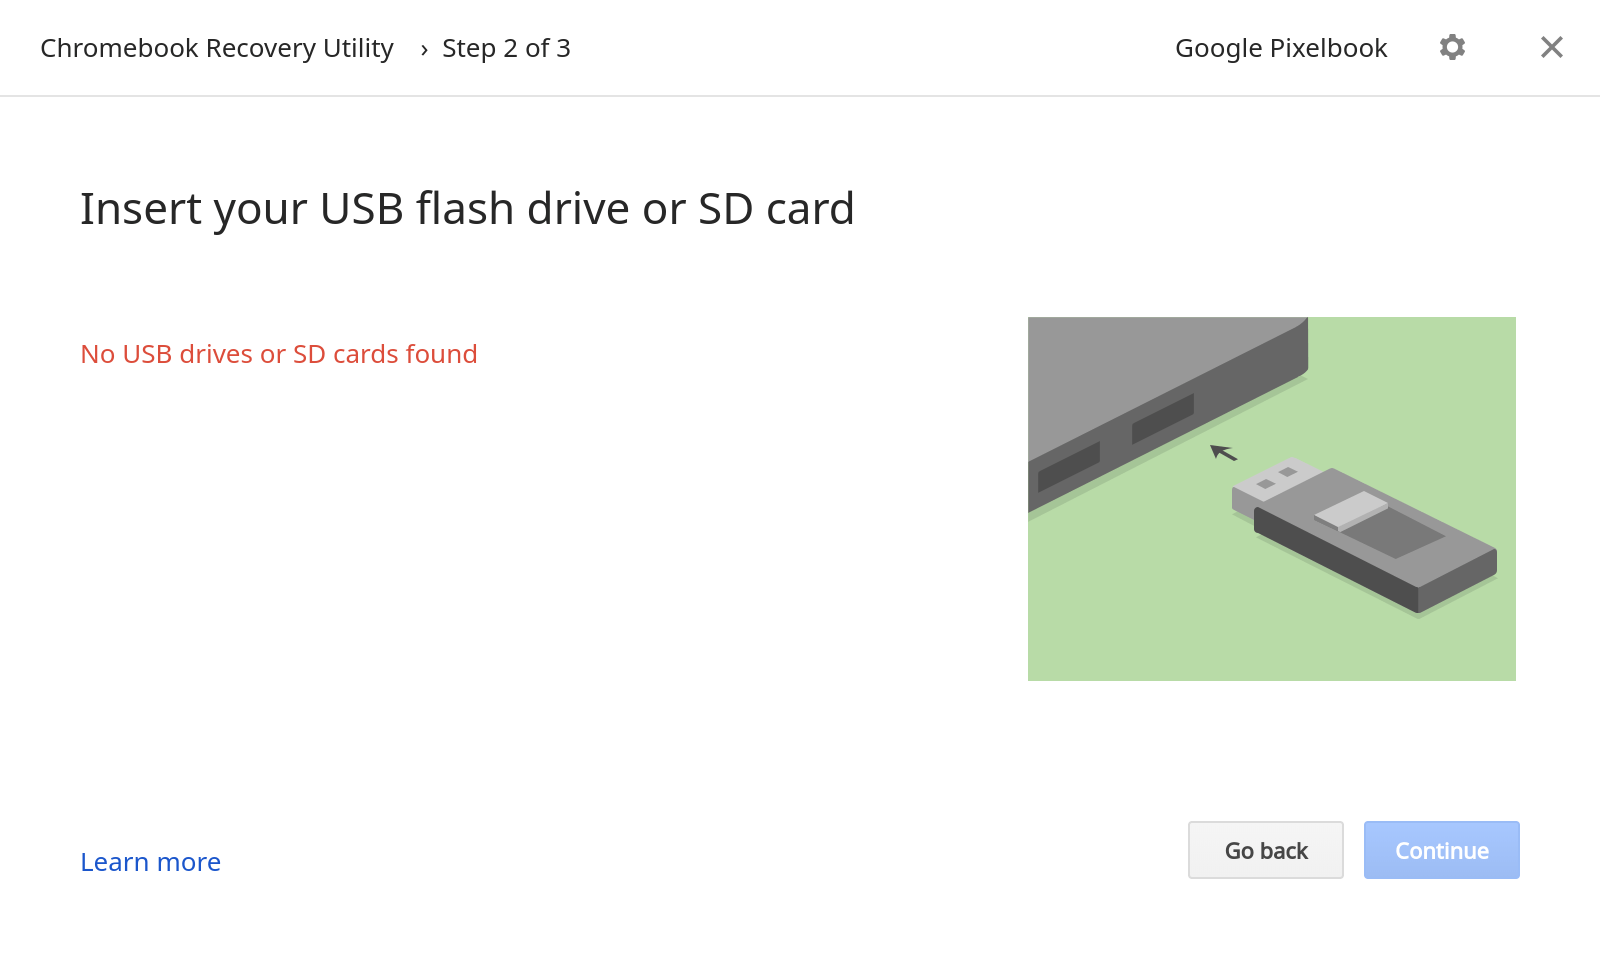 Chromebook Recovery Utility › Step 2 of 3
Google Pixelbook
Insert your USB flash drive or SD card
No USB drives or SD cards found
Learn more
Go back
Continue